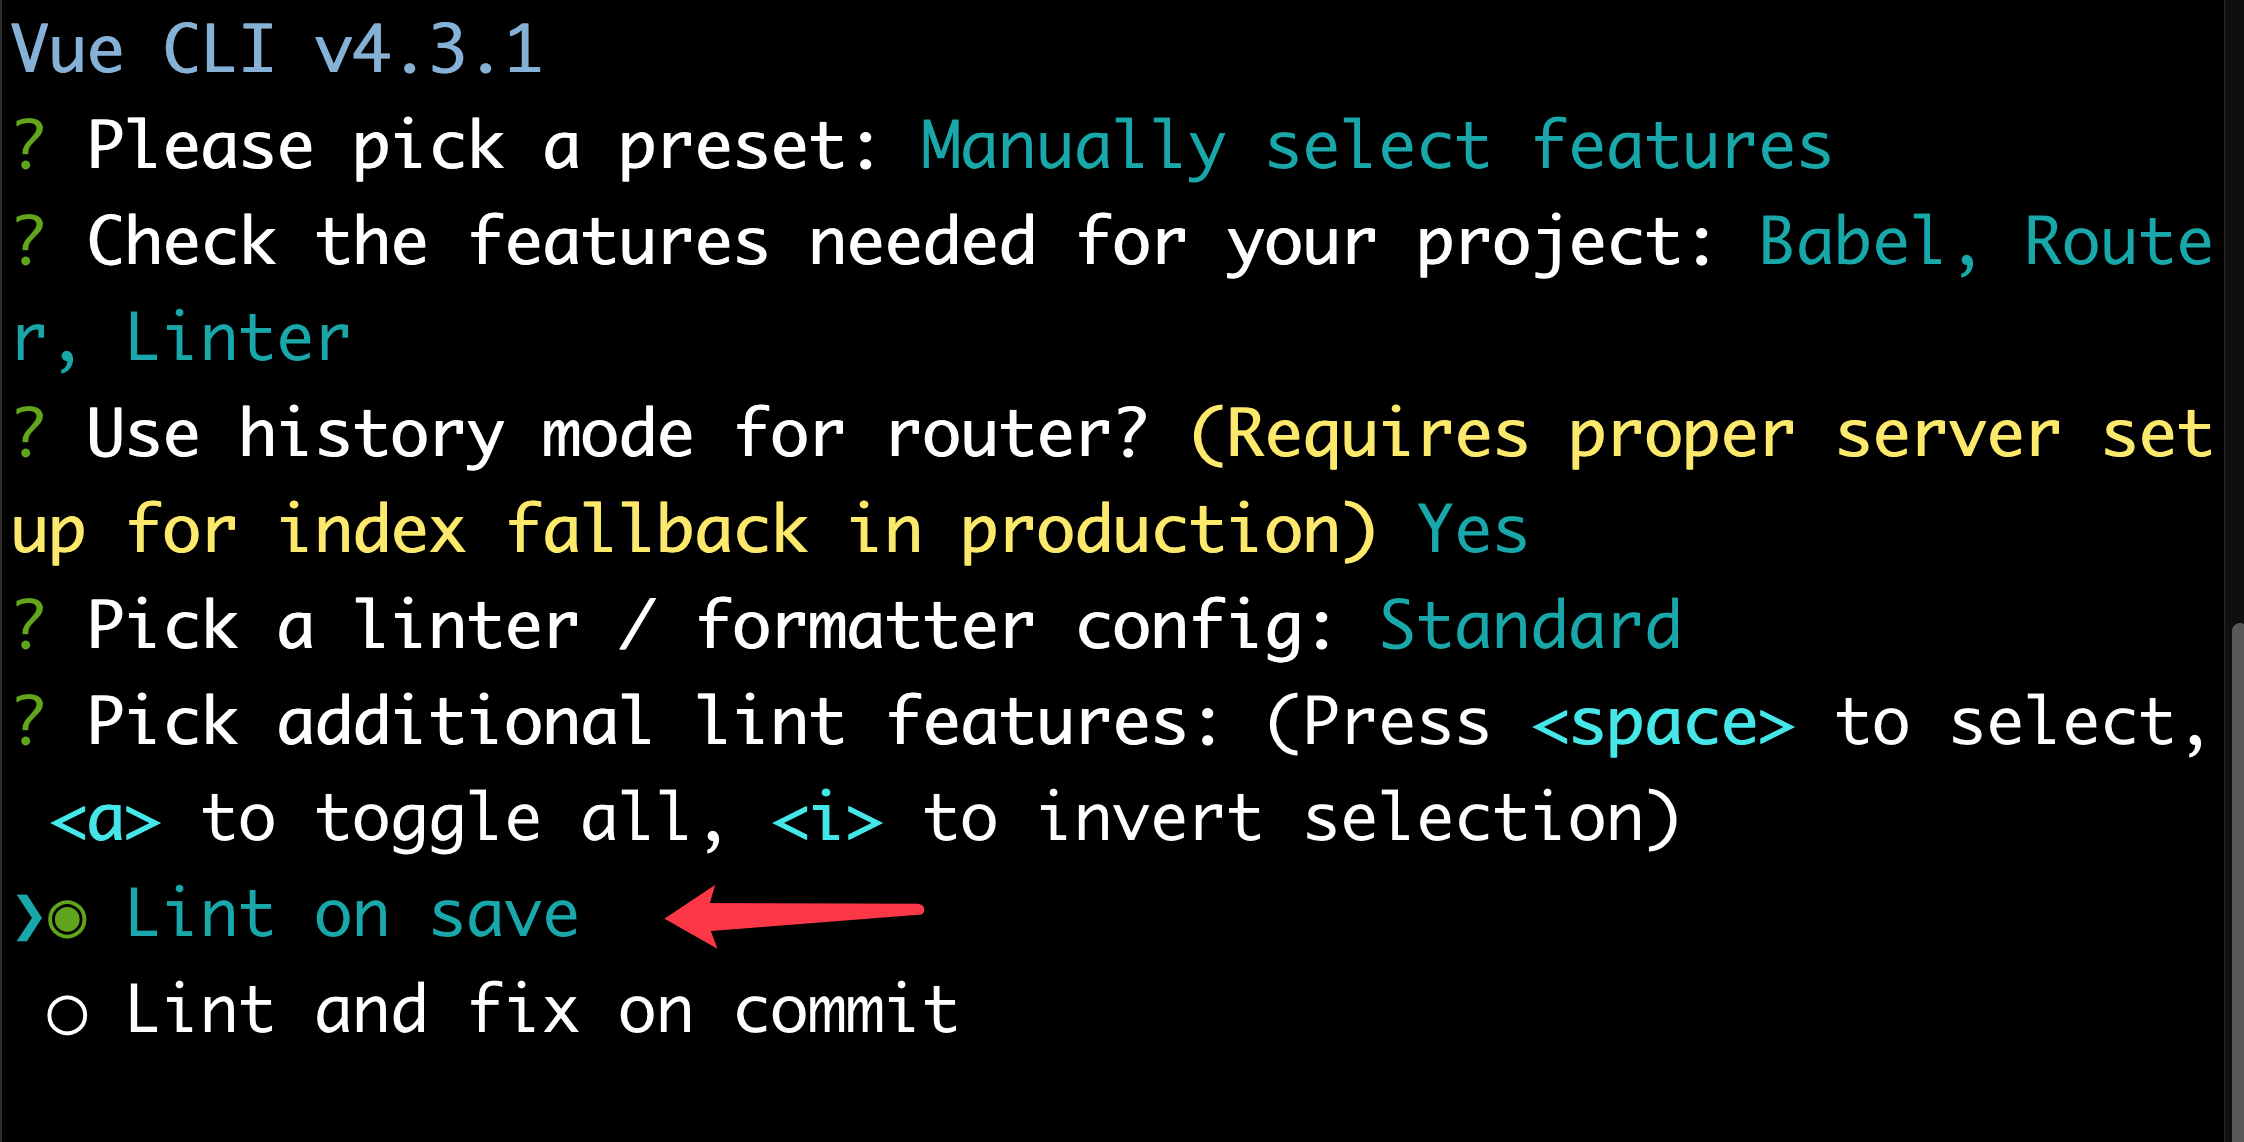 Vue CLI v4.3.1
? Please pick a preset: Manually select features
? Check the features needed for your project: Babel, Route
r, Linter
? Use history mode for router? (Requires proper server set
up for index fallback in production) Yes
? Pick a linter / formatter config: Standard
? Pick additional lint features: (Press <space> to select,
 <a> to toggle all, <i> to invert selection)
❯◉ Lint on save
 ◯ Lint and fix on commit